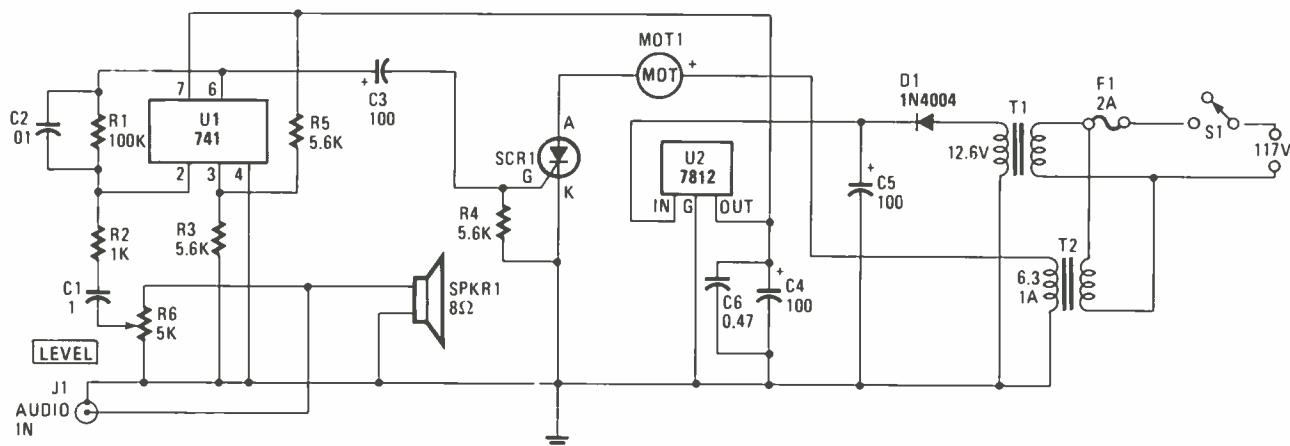 MOT1
MOT
+
C2
01
R1
100K
7
6
U1
741
2
3
4
R5
5.6K
+
C3
100
A
SCR1
G
K
R4
5.6K
U2
7812
IN
G
OUT
D1
1N4004
+
C5
100
12.6V
T1
F1
2A
S1
117V
R2
1K
R3
5.6K
C1
1
R6
5K
LEVEL
SPKR1
8Ω
C6
0.47
+
C4
100
T2
6.3
1A
J1
AUDIO
1N